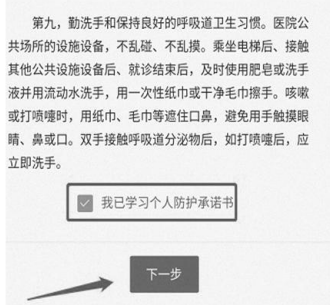 第九，勤洗手和保持良好的呼吸道卫生习惯。医院公
共场所的设施设备，不乱碰、不乱摸。乘坐电梯后、接触
其他公共设施设备后、就诊结束后，及时使用肥皂或洗手
液并用流动水洗手，用一次性纸巾或干净毛巾擦手。咳嗽
或打喷嚏时，用纸巾、毛巾等遮住口鼻，避免用手触摸眼
睛、鼻或口。双手接触呼吸道分泌物后，如打喷嚏后，应
立即洗手。
我已学习个人防护承诺书
下一步